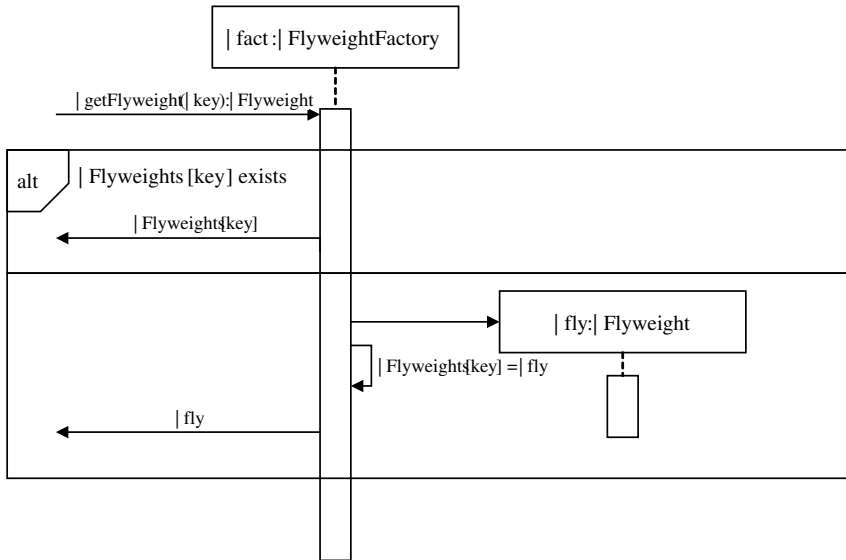 | fact :| FlyweightFactory
| getFlyweight(| key):| Flyweight
alt
| Flyweights [key] exists
| Flyweights[key]
| fly:| Flyweight
| Flyweights[key] =| fly
| fly